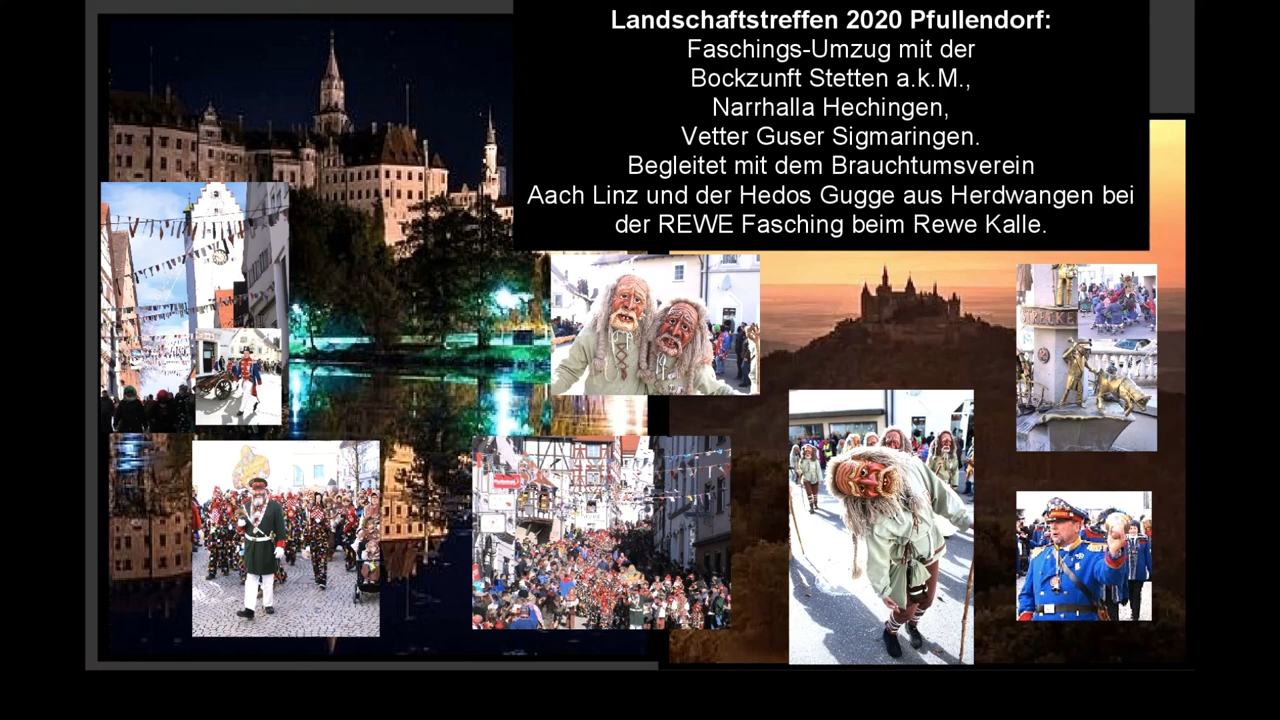 Landschaftstreffen 2020 Pfullendorf:
Faschings-Umzug mit der
Bockzunft Stetten a.k.M.,
Narrhalla Hechingen,
Vetter Guser Sigmaringen.
Begleitet mit dem Brauchtumsverein
Aach Linz und der Hedos Gugge aus Herdwangen bei
der REWE Fasching beim Rewe Kalle.